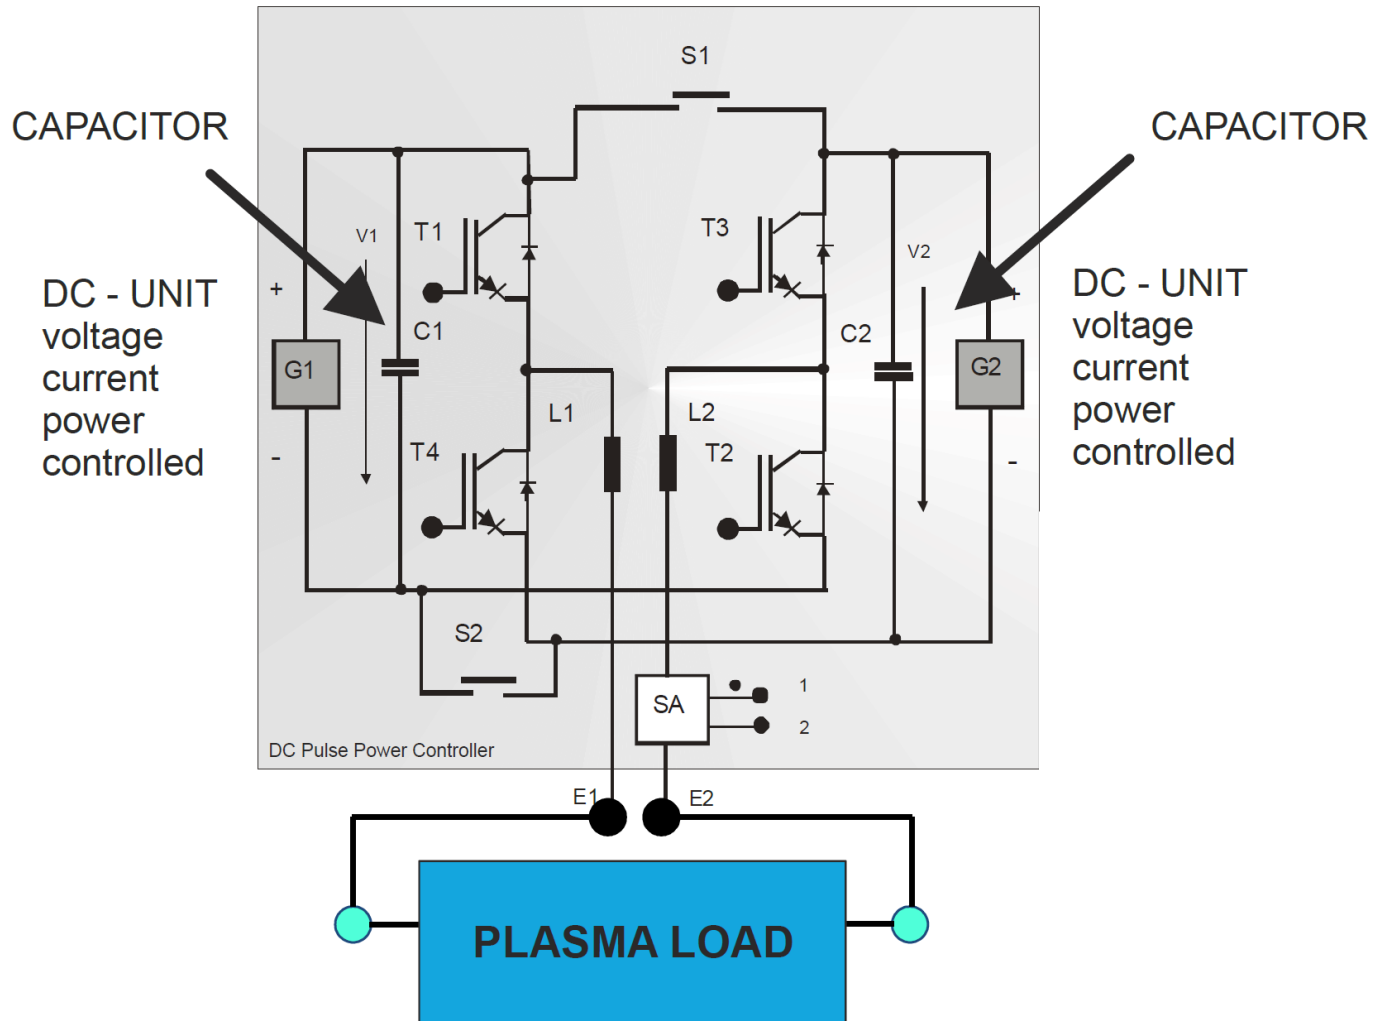 S1
CAPACITOR
CAPACITOR
T1
T3
V1
V2
DC - UNIT
voltage
current
power
controlled
+
+
DC - UNIT
voltage
current
power
controlled
C1
C2
G1
G2
L1
L2
T4
T2
-
-
S2
SA
1
2
DC Pulse Power Controller
E1
E2
PLASMA LOAD